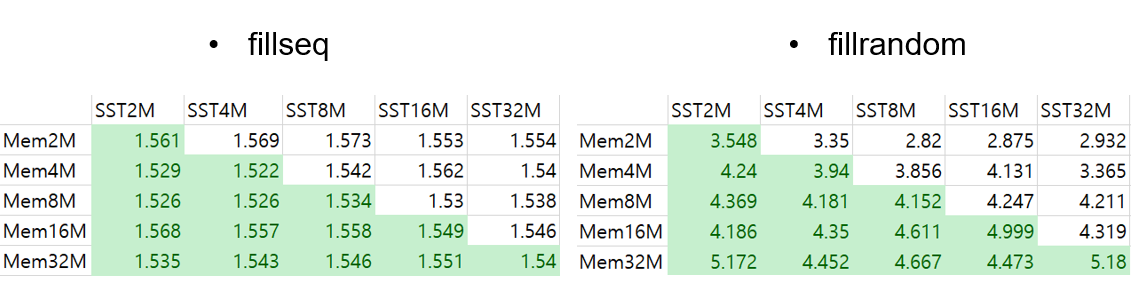 • fillseq
SST2M SST4M SST8M SST16M SST32M
Mem2M 1.561 1.569 1.573 1.553 1.554
Mem4M 1.529 1.522 1.542 1.562 1.54
Mem8M 1.526 1.526 1.534 1.53 1.538
Mem16M 1.568 1.557 1.558 1.549 1.546
Mem32M 1.535 1.543 1.546 1.551 1.54
• fillrandom
SST2M SST4M SST8M SST16M SST32M
Mem2M 3.548 3.35 2.82 2.875 2.932
Mem4M 4.24 3.94 3.856 4.131 3.365
Mem8M 4.369 4.181 4.152 4.247 4.211
Mem16M 4.186 4.35 4.611 4.999 4.319
Mem32M 5.172 4.452 4.667 4.473 5.18